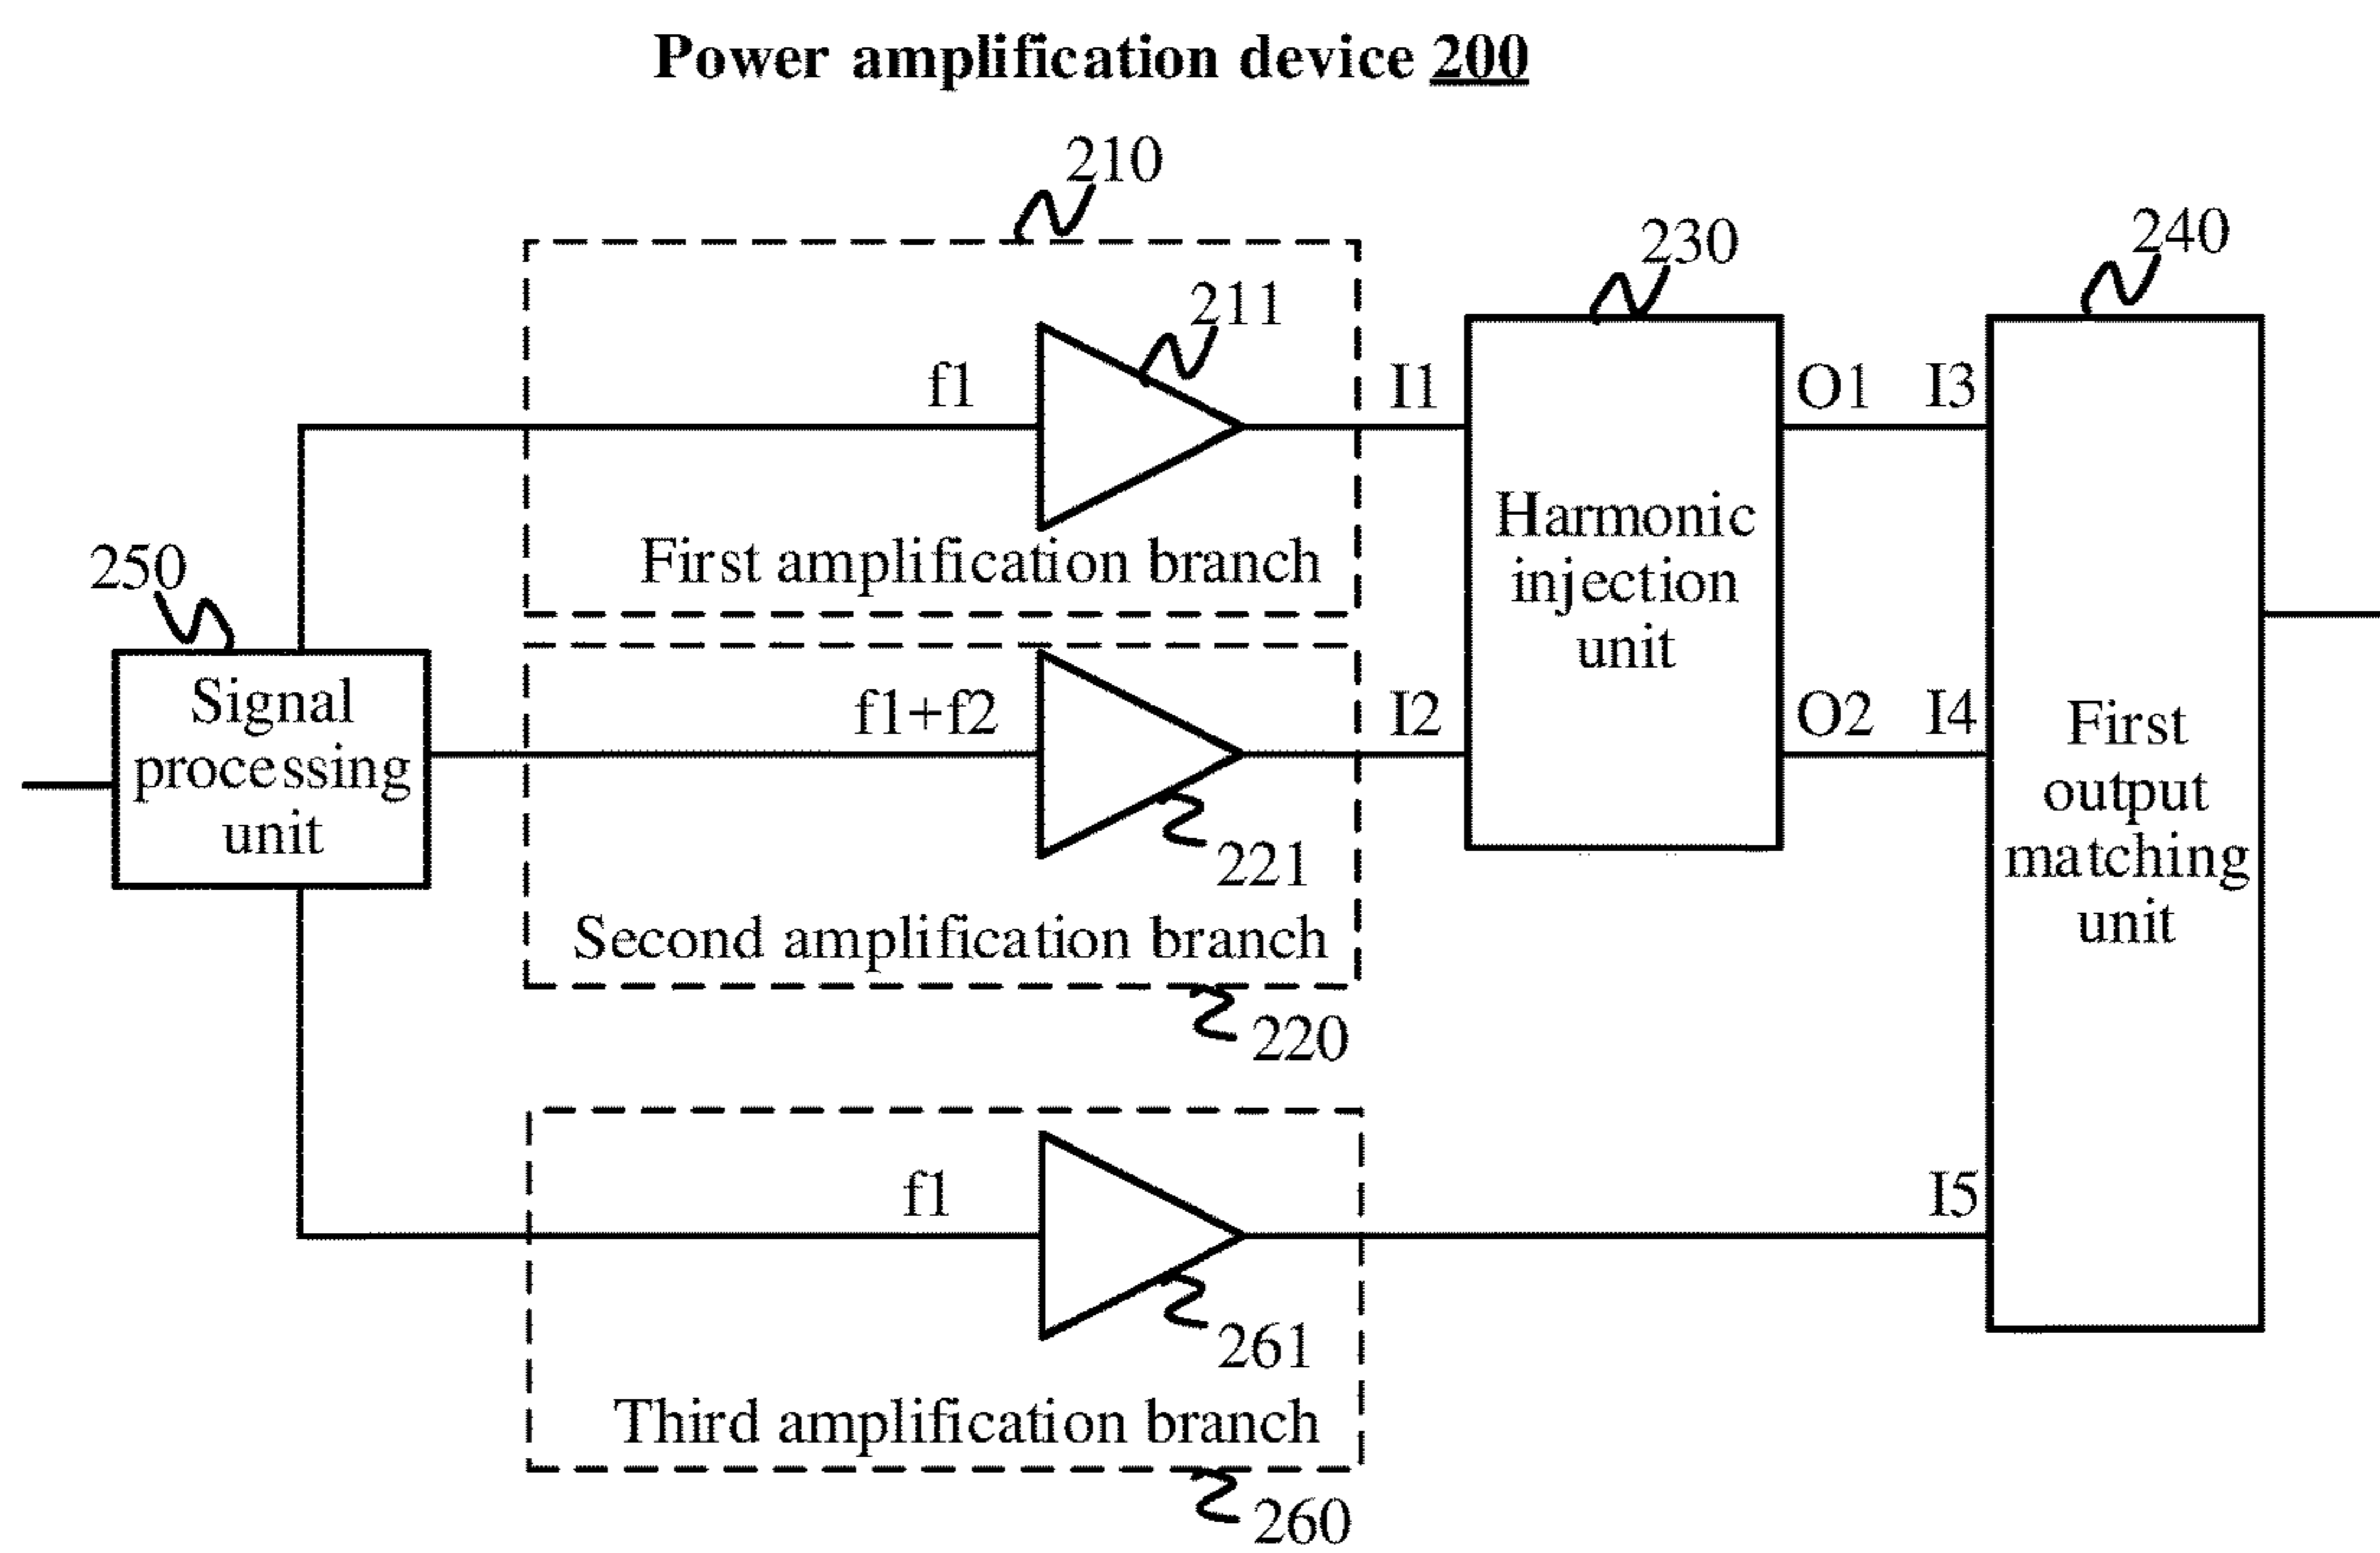 Power amplification device 200
210
211
230
240
f1
I1
O1
I3
First amplification branch
Harmonic
injection
unit
250
Signal
processing
unit
f1+f2
I2
O2
I4
221
Second amplification branch
220
First
output
matching
unit
f1
I5
261
Third amplification branch
260